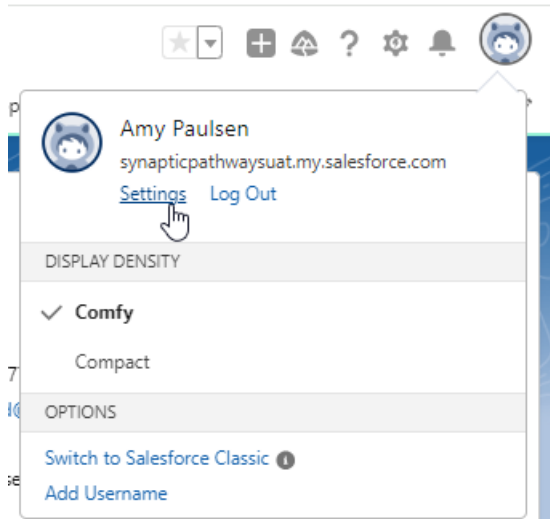 Amy Paulsen
synapticpathwaysuat.my.salesforce.com
Settings Log Out
DISPLAY DENSITY
Comfy
Compact
OPTIONS
Switch to Salesforce Classic
Add Username